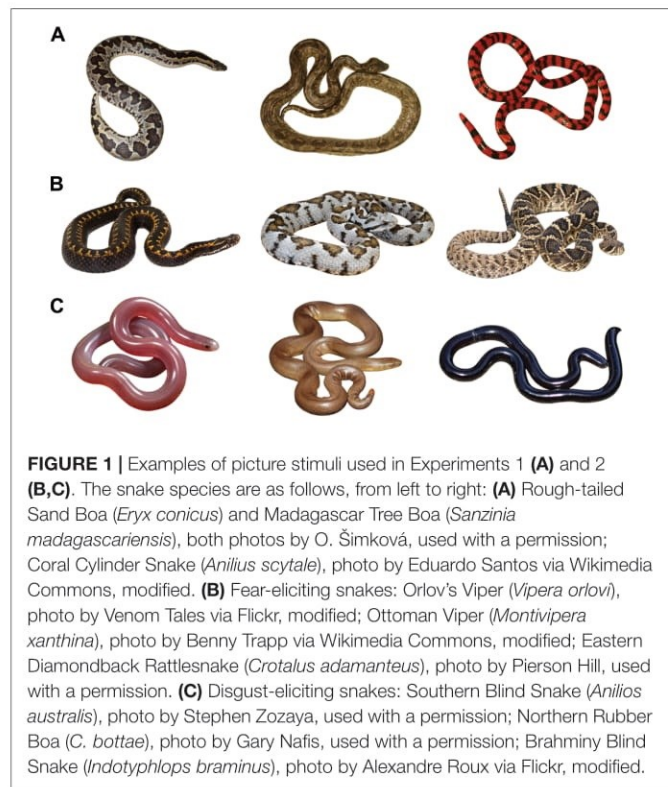 A
B
C
FIGURE 1 | Examples of picture stimuli used in Experiments 1 (A) and 2
(B,C). The snake species are as follows, from left to right: (A) Rough-tailed
Sand Boa (Eryx conicus) and Madagascar Tree Boa (Sanzinia
madagascariensis), both photos by O. Šimková, used with a permission;
Coral Cylinder Snake (Anilius scytale), photo by Eduardo Santos via Wikimedia
Commons, modified. (B) Fear-eliciting snakes: Orlov's Viper (Vipera orlovi),
photo by Venom Tales via Flickr, modified; Ottoman Viper (Montivipera
xanthina), photo by Benny Trapp via Wikimedia Commons, modified; Eastern
Diamondback Rattlesnake (Crotalus adamanteus), photo by Pierson Hill, used
with a permission. (C) Disgust-eliciting snakes: Southern Blind Snake (Anilios
australis), photo by Stephen Zozaya, used with a permission; Northern Rubber
Boa (C. bottae), photo by Gary Nafis, used with a permission; Brahminy Blind
Snake (Indotyphlops braminus), photo by Alexandre Roux via Flickr, modified.